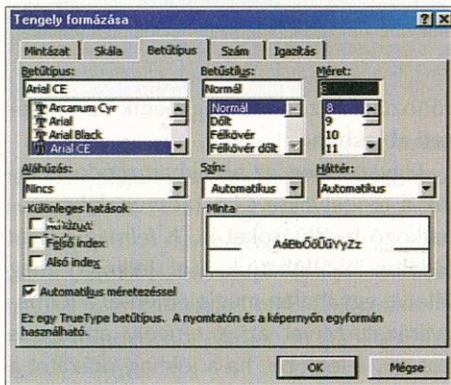 Tengely formázása
Mintázat Skála Betűtípus Szám Igazítás
Betűtípus: Betűstílus: Méret:
Arial CE Normál 8
Arcanum Cyr Normál 8
Arial Dőlt 9
Arial Black Félkövér 10
Arial CE Félkövér dőlt 11
Aláhúzás: Szín: Háttér:
Nincs Automatikus Automatikus
Különleges hatások Minta
Áthúzott
Felső index AáÉbŐőŰűYyZz
Alsó index
Automatikus méretezéssel
Ez egy TrueType betűtípus. A nyomtatón és a képernyőn egyformán
használható.
OK Mégse